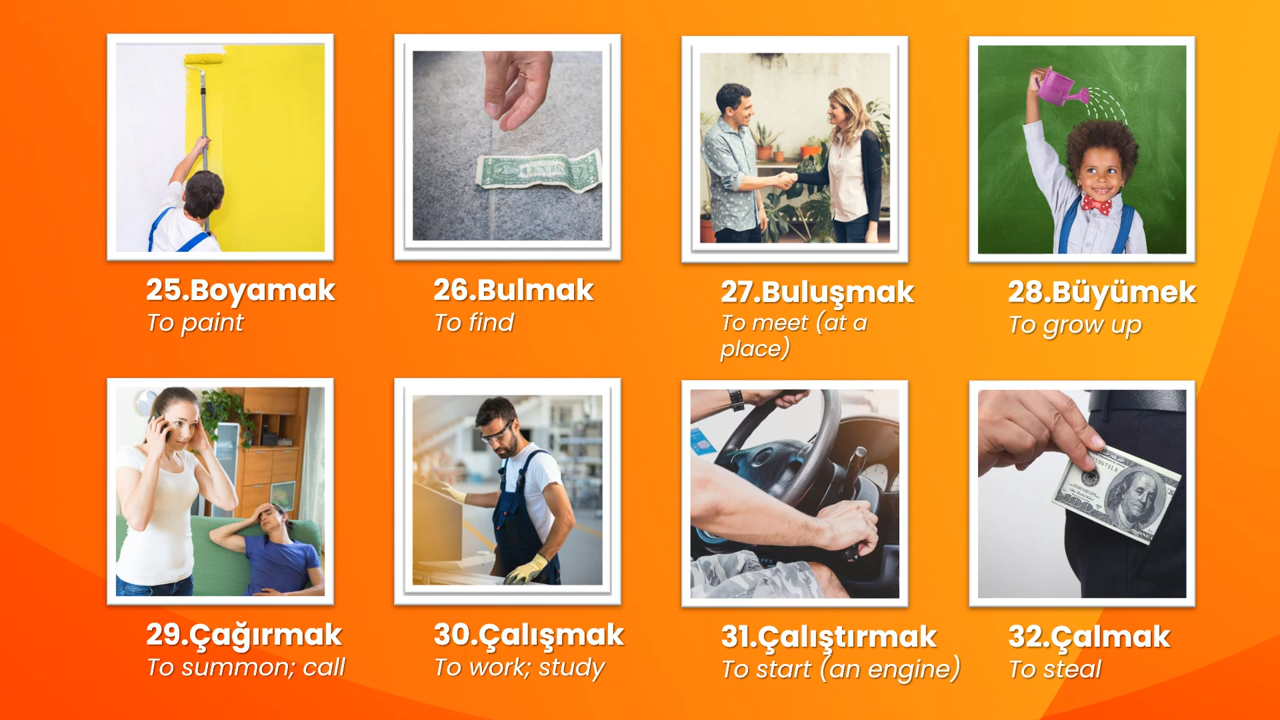 25.Boyamak
To paint
26.Bulmak
To find
27.Buluşmak
To meet (at a
place)
28.Büyümek
To grow up
29.Çağırmak
To summon; call
30.Çalışmak
To work; study
31.Çalıştırmak
To start (an engine)
32.Çalmak
To steal